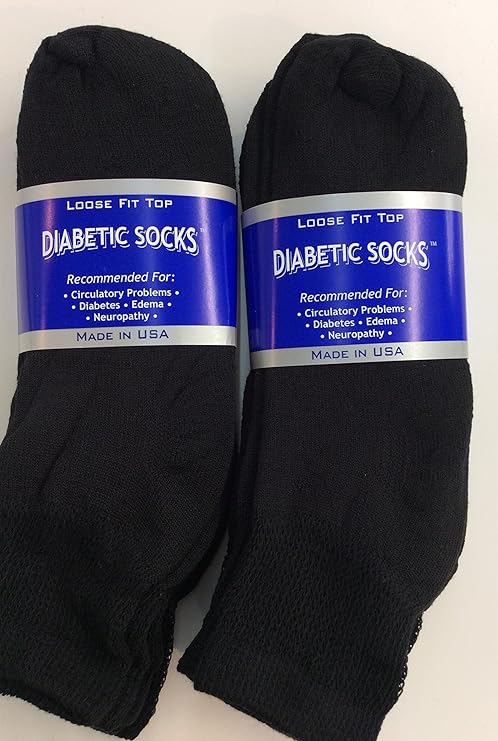 LOOSE FIT TOP
DIABETIC SOCKS™
Recommended For:
• Circulatory Problems •
• Diabetes • Edema •
• Neuropathy •
MADE IN USA
LOOSE FIT TOP
DIABETIC SOCKS™
Recommended For:
• Circulatory Problems •
• Diabetes • Edema •
• Neuropathy •
MADE IN USA